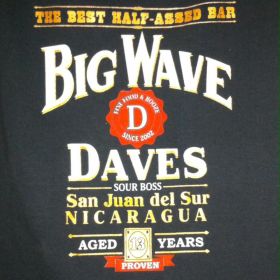 THE BEST HALF-ASSED BAR
BIG WAVE
FINE FOOD & BOOZE
D
SINCE 2002
DAVES
SOUR BOSS
San Juan del Sur
NICARAGUA
AGED 13 YEARS
PROVEN